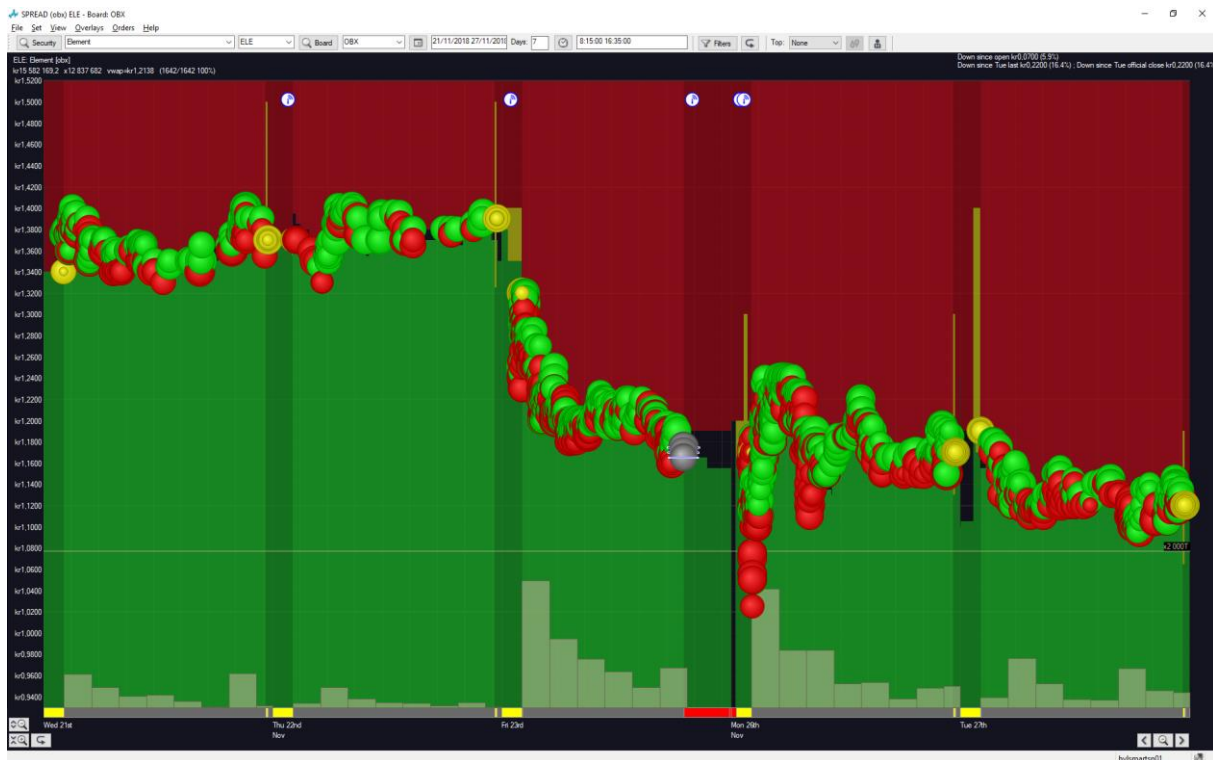 SPREAD (obx) ELE - Board: OBX
File Set View Overlays Orders Help
Security Element ELE Board OBX 21/11/2018 27/11/2018 Days: 7 8:15:00 16:35:00 Filters Top: None
ELE: Element [obx]
kr15 582 169,2 x12 837 682 vwap=kr1,2138 (1642/1642 100%)
Down since open kr0,0700 (5.9%)
Down since Tue last kr0,2200 (16.4%) ; Down since Tue official close kr0,2200 (16.4%
kr1,5200
kr1,5000
kr1,4800
kr1,4600
kr1,4400
kr1,4200
kr1,4000
kr1,3800
kr1,3600
kr1,3400
kr1,3200
kr1,3000
kr1,2800
kr1,2600
kr1,2400
kr1,2200
kr1,2000
kr1,1800
kr1,1600
kr1,1400
kr1,1200
kr1,1000
kr1,0800
kr1,0600
kr1,0400
kr1,0200
kr1,0000
kr0,9800
kr0,9600
kr0,9400
x2 000T
Wed 21st Thu 22nd Fri 23rd Mon 26th Tue 27th
Nov Nov